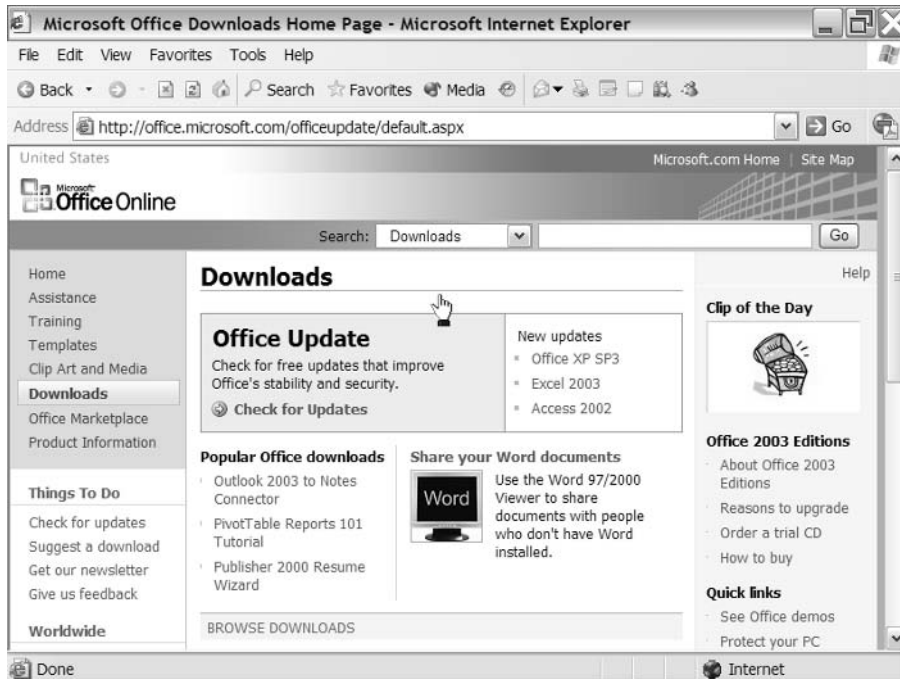 Microsoft Office Downloads Home Page - Microsoft Internet Explorer
File Edit View Favorites Tools Help
Back Search Favorites Media
Address http://office.microsoft.com/officeupdate/default.aspx Go
United States Microsoft.com Home | Site Map
Microsoft
Office Online
Search: Downloads Go
Home
Assistance
Training
Templates
Clip Art and Media
Downloads
Office Marketplace
Product Information
Things To Do
Check for updates
Suggest a download
Get our newsletter
Give us feedback
Worldwide
Downloads
Office Update
Check for free updates that improve
Office's stability and security.
Check for Updates
New updates
Office XP SP3
Excel 2003
Access 2002
Popular Office downloads
Outlook 2003 to Notes
Connector
PivotTable Reports 101
Tutorial
Publisher 2000 Resume
Wizard
Share your Word documents
Word
Use the Word 97/2000
Viewer to share
documents with people
who don't have Word
installed.
BROWSE DOWNLOADS
Help
Clip of the Day
Office 2003 Editions
About Office 2003
Editions
Reasons to upgrade
Order a trial CD
How to buy
Quick links
See Office demos
Protect your PC
Done Internet